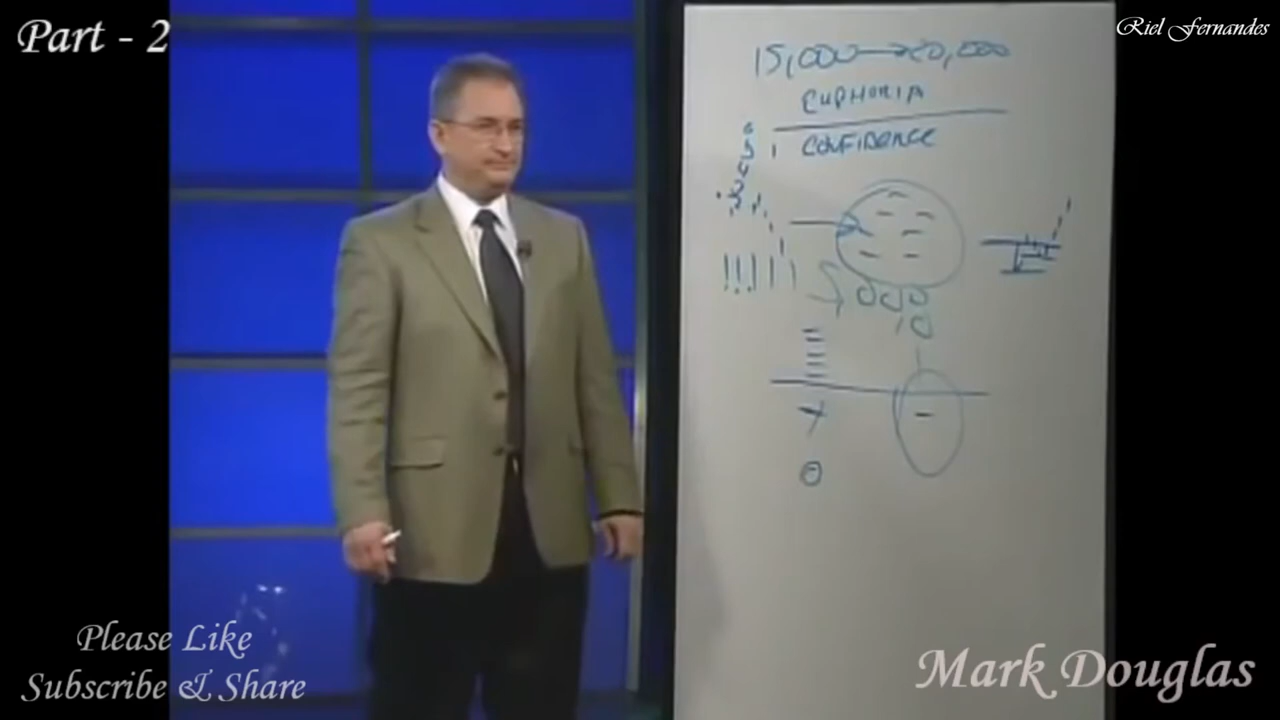 Part - 2
Riel Fernandes
15,000 → 20,000
EUPHORIA
CONFIDENCE
Please Like
Subscribe & Share
Mark Douglas